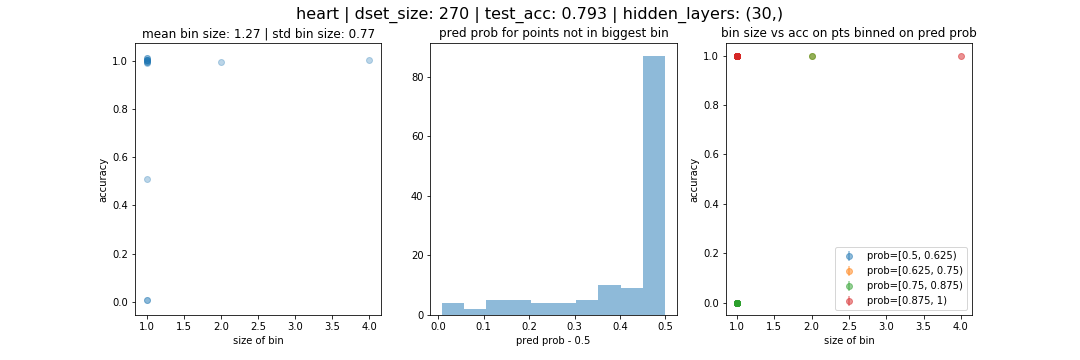 heart | dset_size: 270 | test_acc: 0.793 | hidden_layers: (30,)
mean bin size: 1.27 | std bin size: 0.77
accuracy
1.0
0.8
0.6
0.4
0.2
0.0
1.0 1.5 2.0 2.5 3.0 3.5 4.0
size of bin
pred prob for points not in biggest bin
80
60
40
20
0
0.0 0.1 0.2 0.3 0.4 0.5
pred prob - 0.5
bin size vs acc on pts binned on pred prob
accuracy
1.0
0.8
0.6
0.4
0.2
0.0
prob=[0.5, 0.625)
prob=[0.625, 0.75)
prob=[0.75, 0.875)
prob=[0.875, 1)
1.0 1.5 2.0 2.5 3.0 3.5 4.0
size of bin